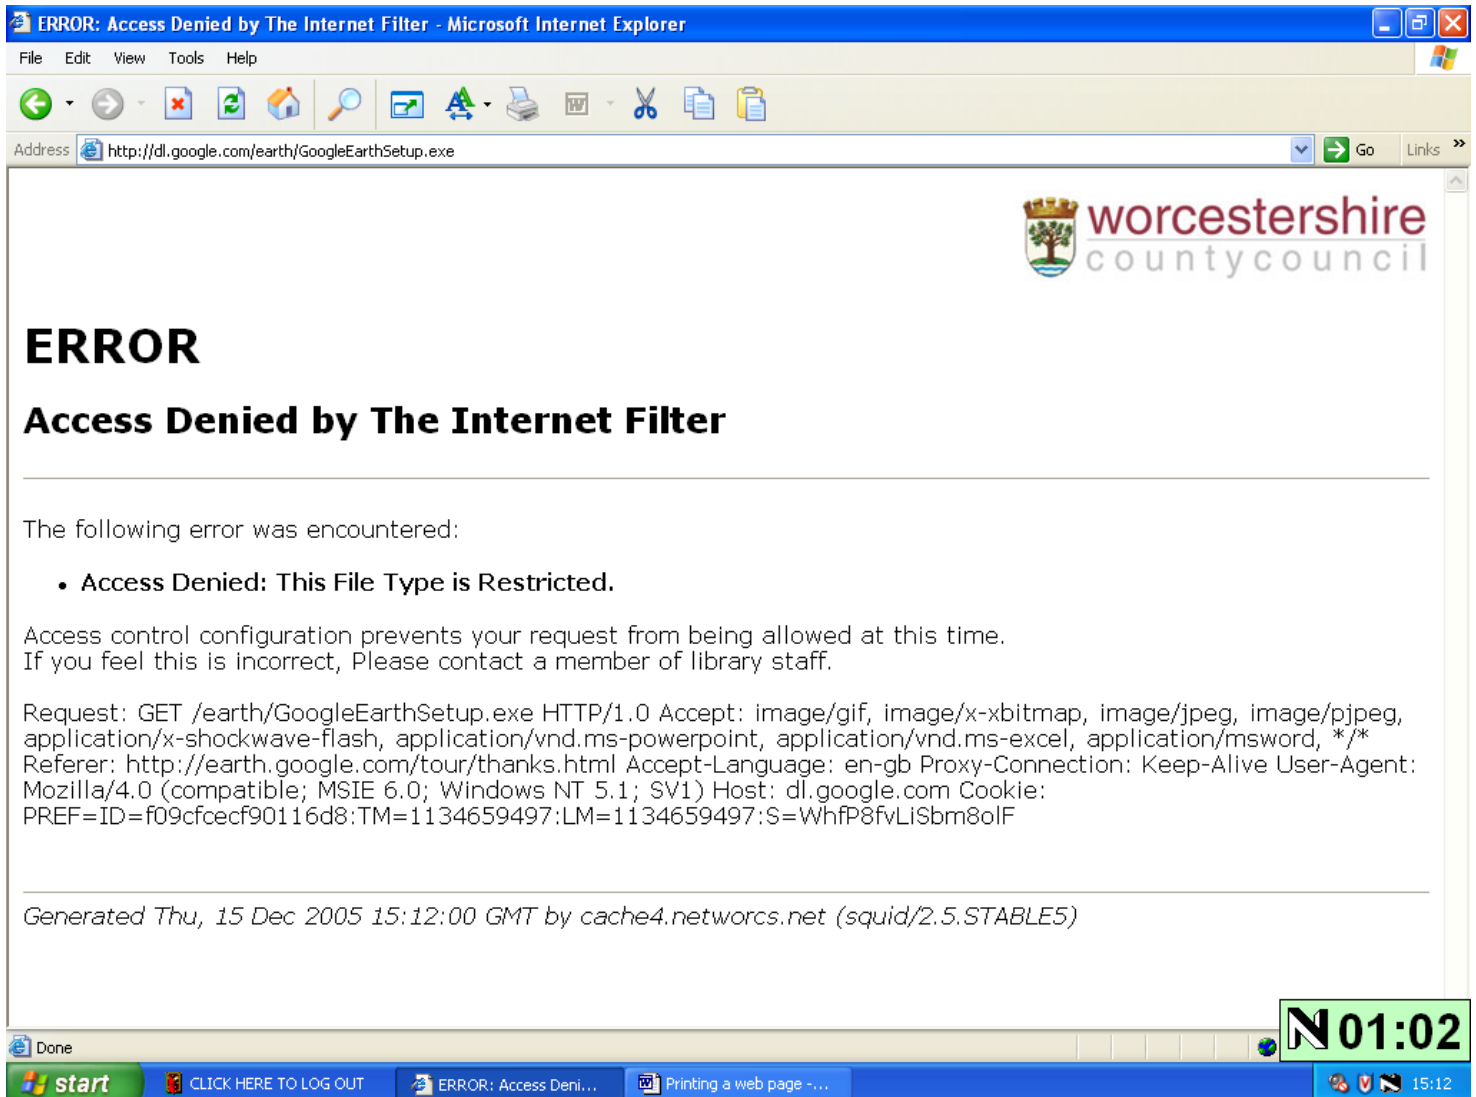 ERROR: Access Denied by The Internet Filter - Microsoft Internet Explorer
File Edit View Tools Help
Address http://dl.google.com/earth/GoogleEarthSetup.exe Go Links »
worcestershire
countycouncil
ERROR
Access Denied by The Internet Filter
The following error was encountered:
• Access Denied: This File Type is Restricted.
Access control configuration prevents your request from being allowed at this time.
If you feel this is incorrect, Please contact a member of library staff.
Request: GET /earth/GoogleEarthSetup.exe HTTP/1.0 Accept: image/gif, image/x-xbitmap, image/jpeg, image/pjpeg,
application/x-shockwave-flash, application/vnd.ms-powerpoint, application/vnd.ms-excel, application/msword, */*
Referer: http://earth.google.com/tour/thanks.html Accept-Language: en-gb Proxy-Connection: Keep-Alive User-Agent:
Mozilla/4.0 (compatible; MSIE 6.0; Windows NT 5.1; SV1) Host: dl.google.com Cookie:
PREF=ID=f09cfcecf90116d8:TM=1134659497:LM=1134659497:S=WhfP8fvLiSbm8olF
Generated Thu, 15 Dec 2005 15:12:00 GMT by cache4.networcs.net (squid/2.5.STABLE5)
Done
N 01:02
start CLICK HERE TO LOG OUT ERROR: Access Deni... Printing a web page -... 15:12